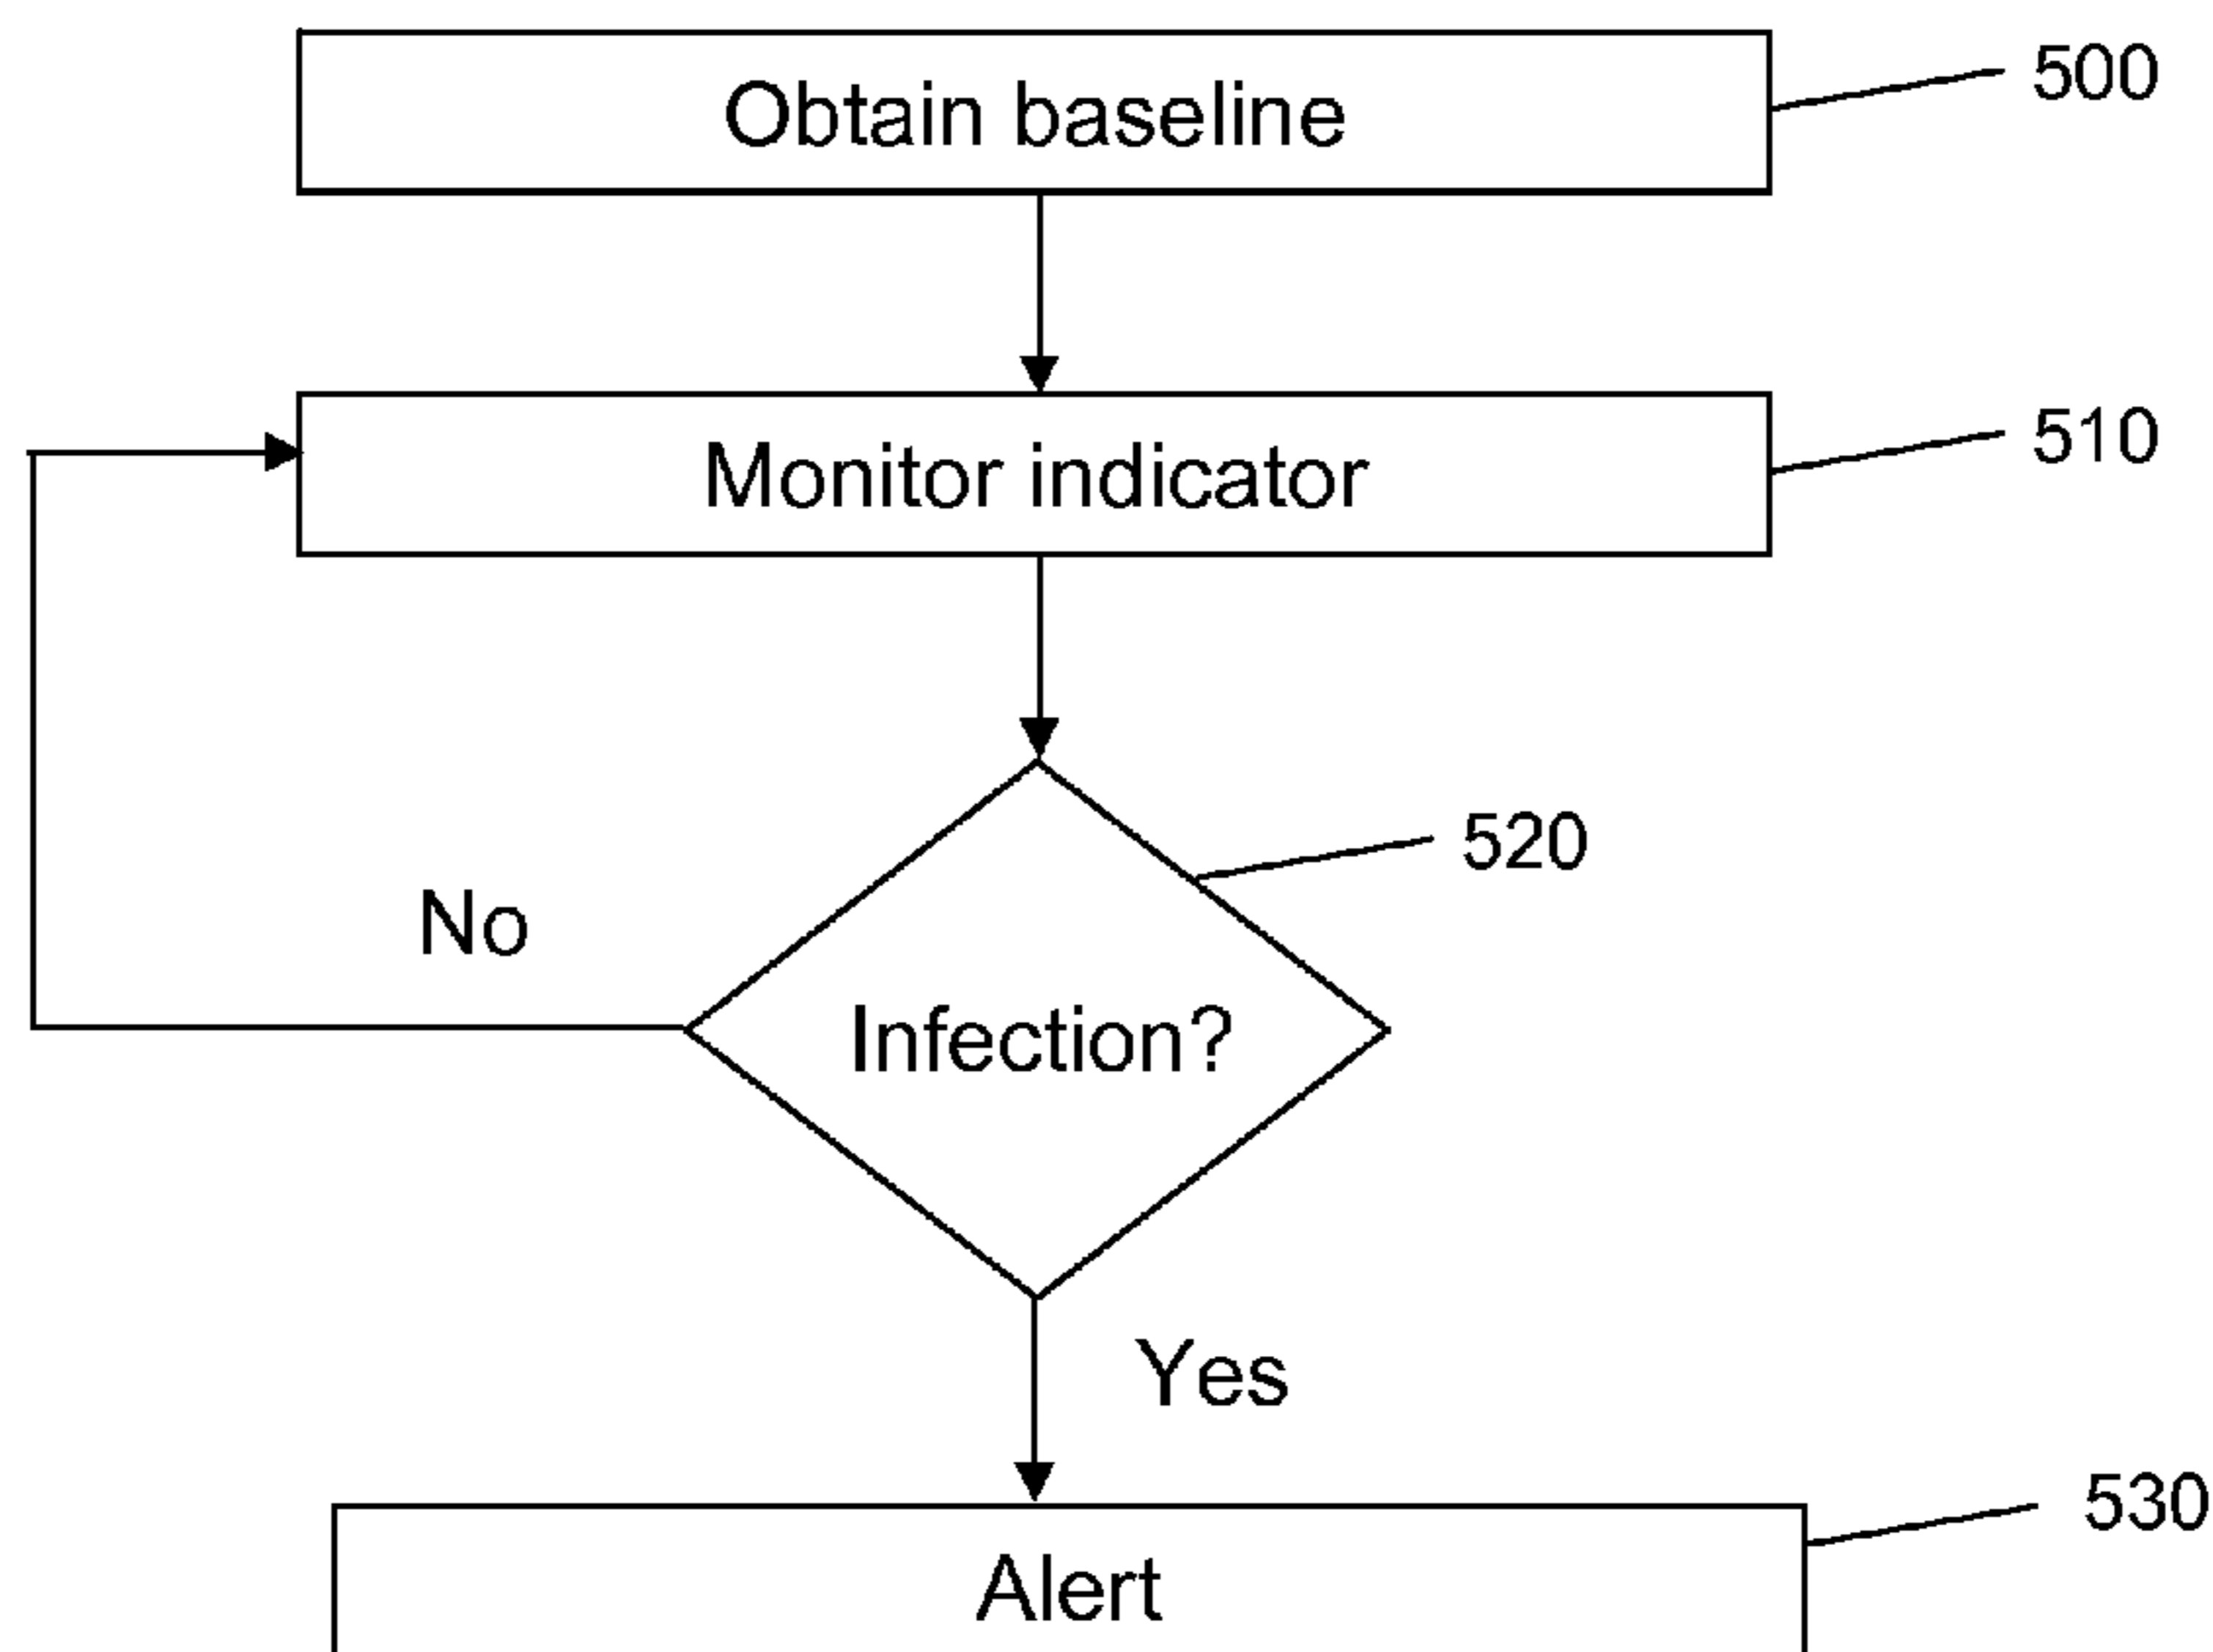 Obtain baseline
500
Monitor indicator
510
520
No
Infection?
Yes
530
Alert